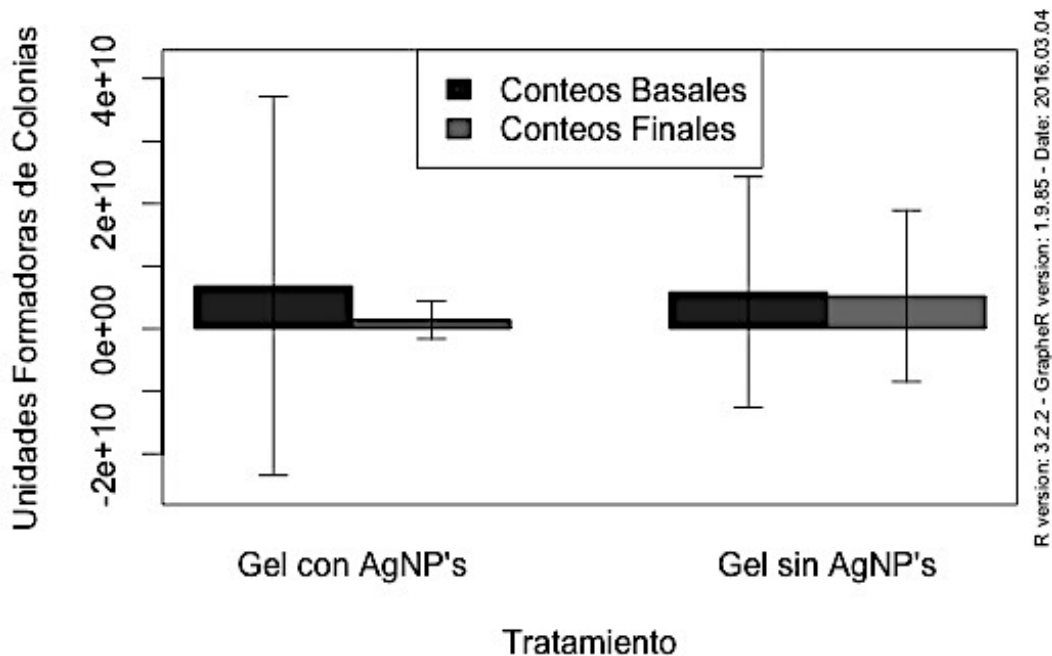 Unidades Formadoras de Colonias
4e+10
2e+10
0e+00
-2e+10
Conteos Basales
Conteos Finales
Gel con AgNP's
Gel sin AgNP's
Tratamiento
R version: 3.2.2 - GrapheR version: 1.9.85 - Date: 2016.03.04